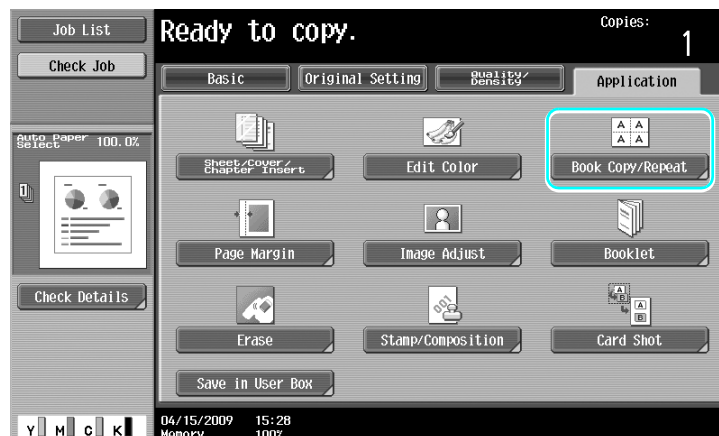 Job List
Ready to copy.
Copies:
1
Check Job
Basic
Original Setting
Quality/
Density
Application
Auto Paper
Select
100.0%
A A
A A
Sheet/Cover/
Chapter Insert
Edit Color
Book Copy/Repeat
Page Margin
Image Adjust
Booklet
Check Details
001
A
B
A
B
Erase
Stamp/Composition
Card Shot
Save in User Box
Y M C K
04/15/2009 15:28
Memory 100%